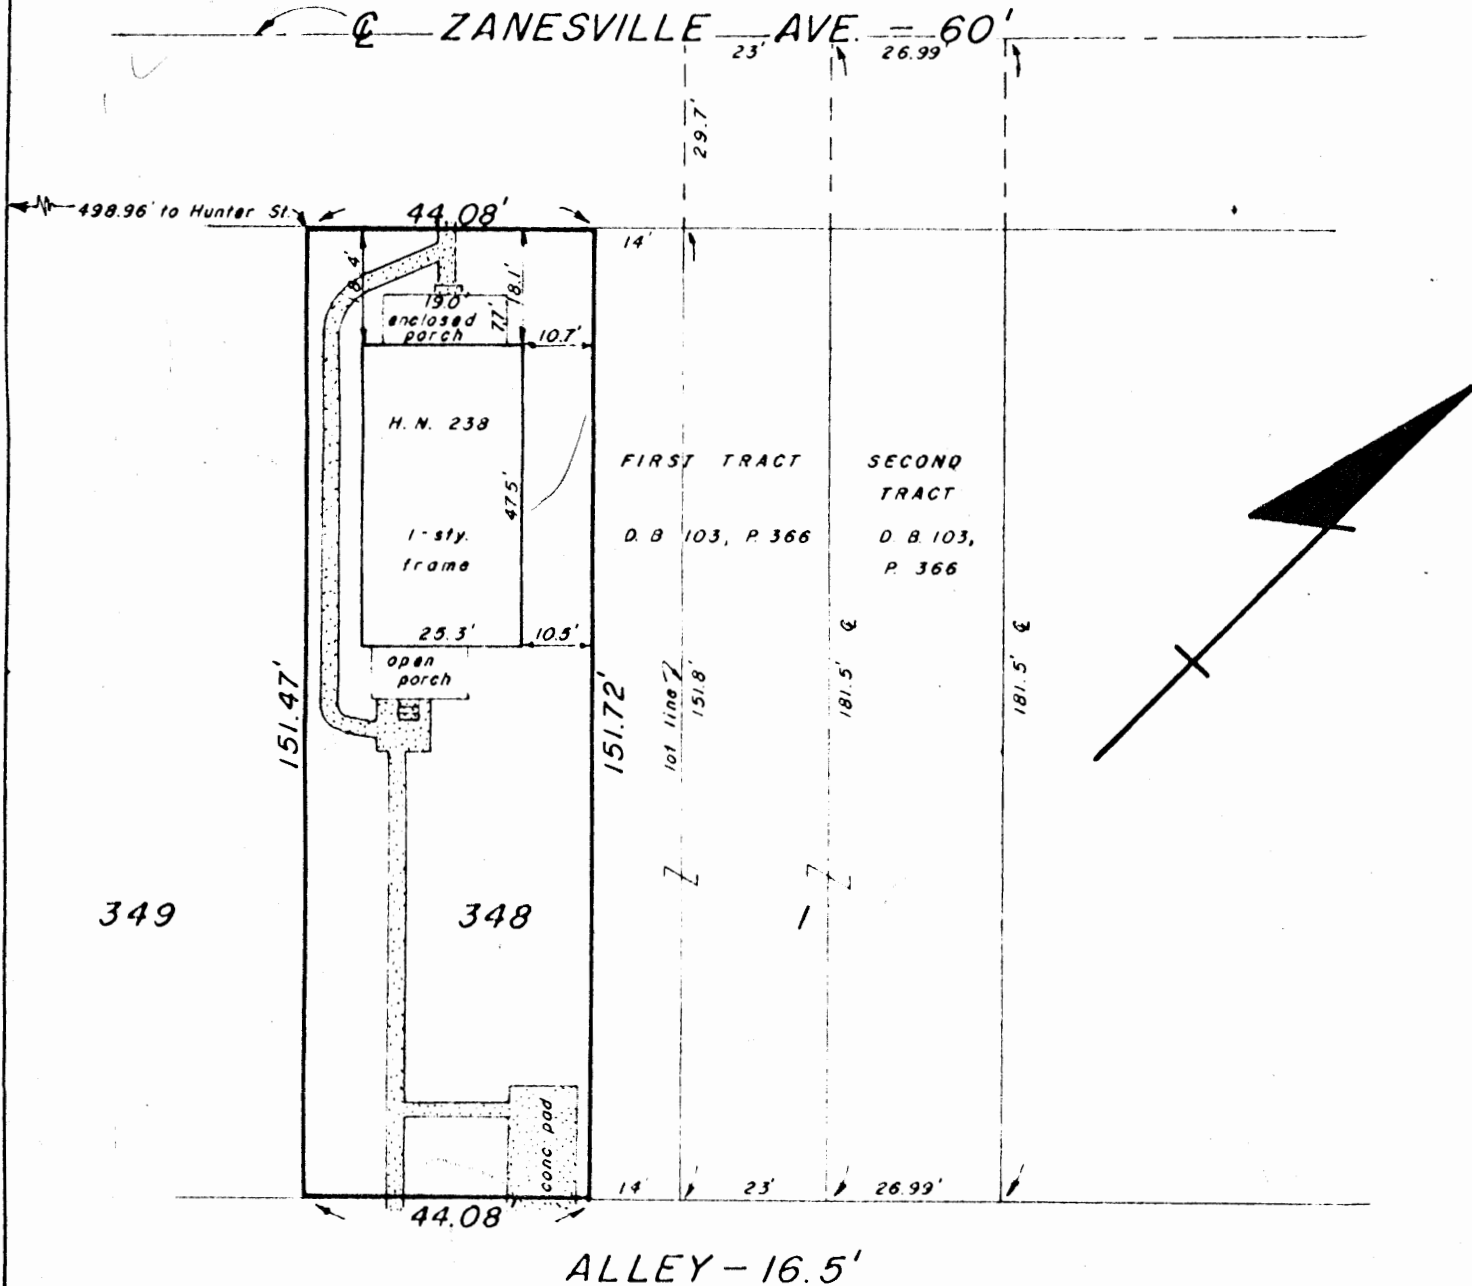 ℄ ZANESVILLE AVE. = 60'
23'
26.99'
29.7'
498.96' to Hunter St.
44.08'
14'
18.4'
18.1'
19.0'
enclosed
porch
7.7'
10.7'
H. N. 238
47.5'
1-sty.
frame
25.3'
10.5'
open
porch
FIRST TRACT
D. B. 103, P. 366
SECOND
TRACT
D. B. 103,
P. 366
151.47'
151.72'
lot line
151.8'
181.5' ℄
181.5' ℄
349
348
1
conc pad
14'
23'
26.99'
44.08
ALLEY - 16.5'